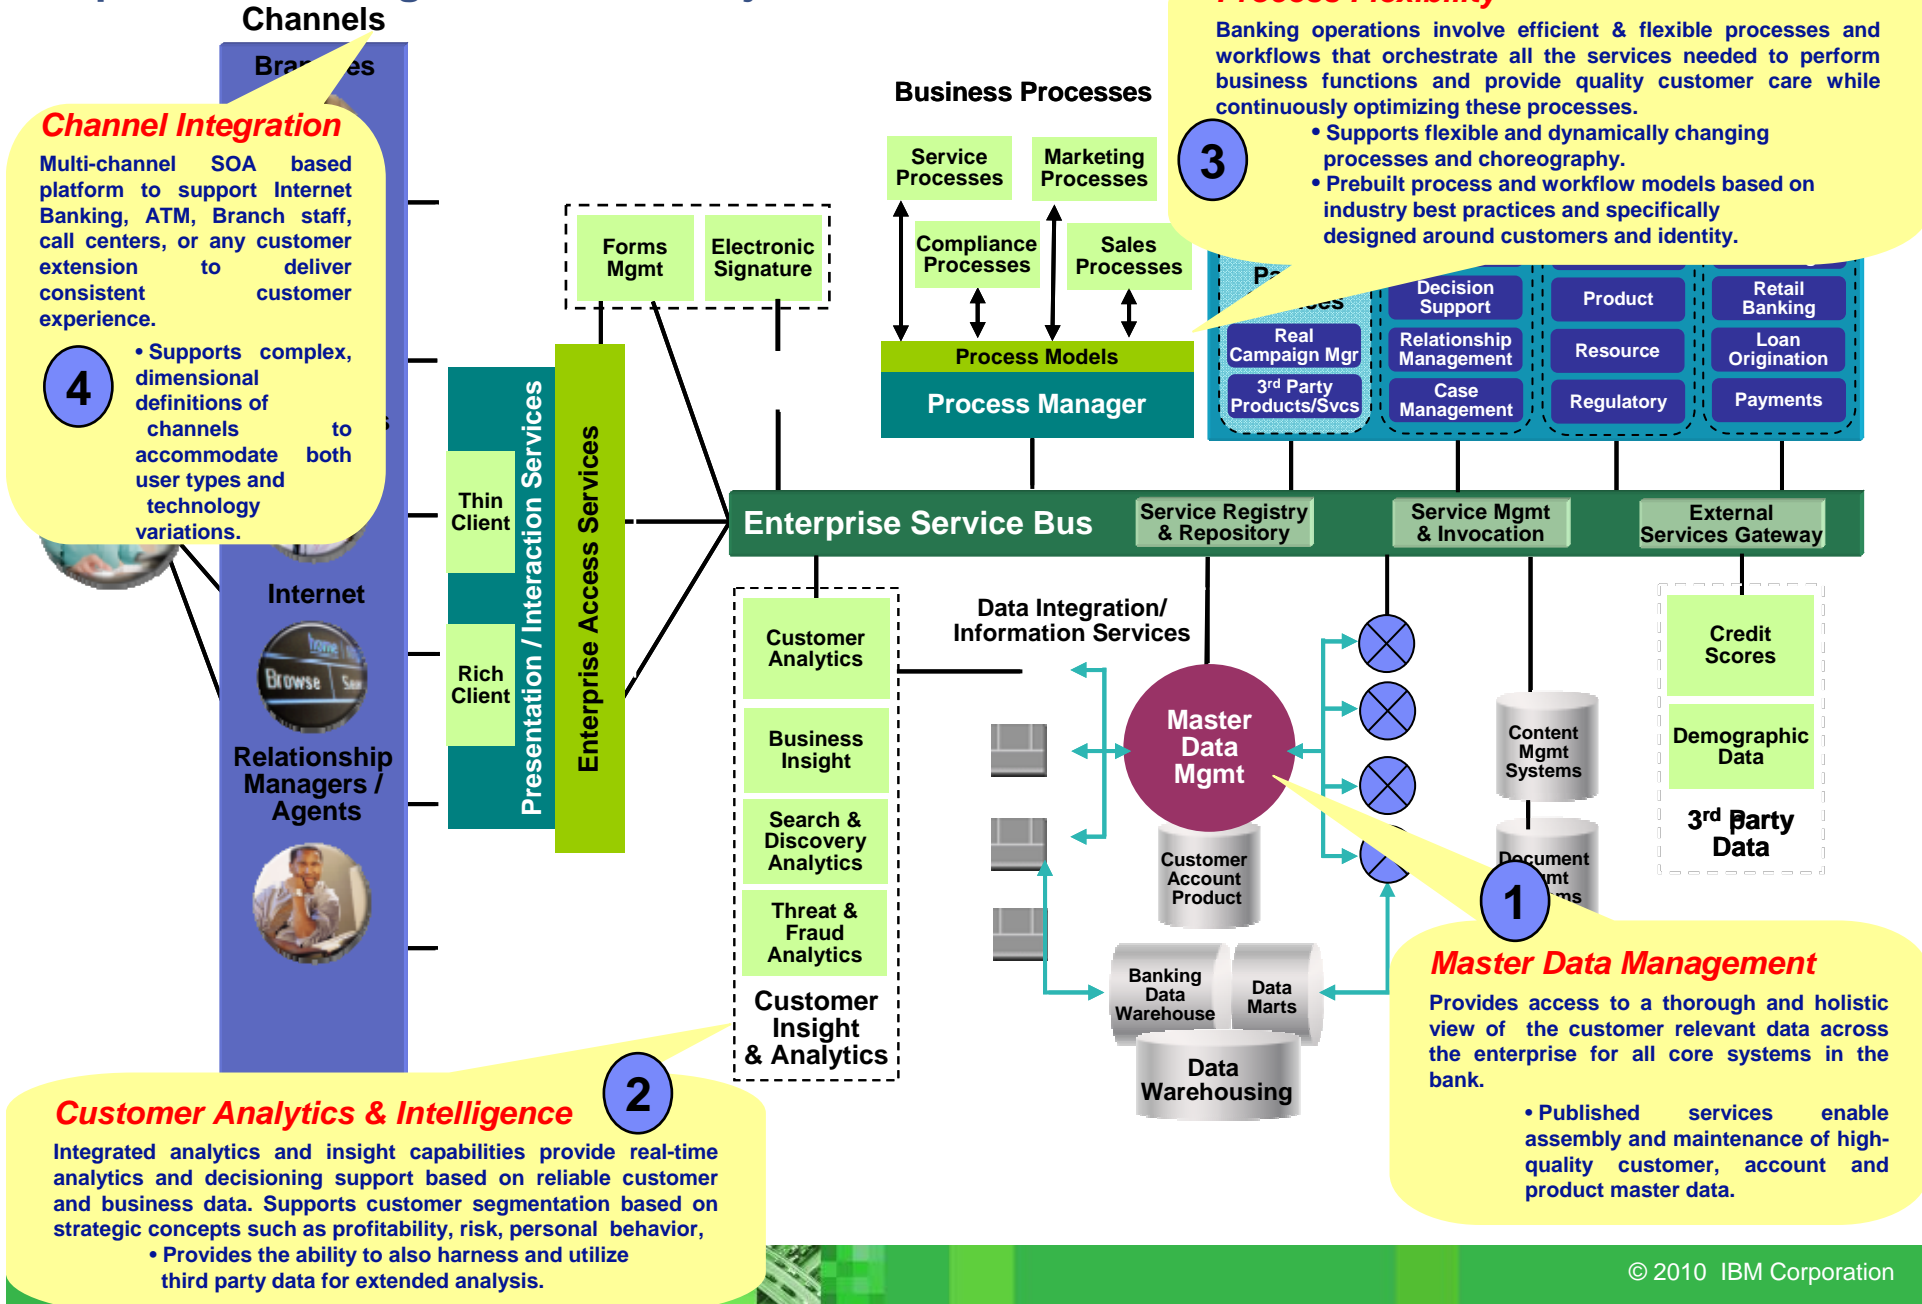 Channels
Branches
Channel Integration
Multi-channel SOA based
platform to support Internet
Banking, ATM, Branch staff,
call centers, or any customer
extension to deliver
consistent customer
experience.
4
• Supports complex,
dimensional
definitions of
channels to
accommodate both
user types and
technology
variations.
Internet
home
Browse
Relationship
Managers /
Agents
Thin
Client
Rich
Client
Presentation / Interaction Services
Enterprise Access Services
Forms
Mgmt
Electronic
Signature
Business Processes
Service
Processes
Marketing
Processes
Compliance
Processes
Sales
Processes
Process Models
Process Manager
Process Flexibility
Banking operations involve efficient & flexible processes and
workflows that orchestrate all the services needed to perform
business functions and provide quality customer care while
continuously optimizing these processes.
3
• Supports flexible and dynamically changing
processes and choreography.
• Prebuilt process and workflow models based on
industry best practices and specifically
designed around customers and identity.
Real
Campaign Mgr
3rd Party
Products/Svcs
Decision
Support
Relationship
Management
Case
Management
Product
Resource
Regulatory
Retail
Banking
Loan
Origination
Payments
Enterprise Service Bus
Service Registry
& Repository
Service Mgmt
& Invocation
External
Services Gateway
Customer
Analytics
Business
Insight
Search &
Discovery
Analytics
Threat &
Fraud
Analytics
Customer
Insight
& Analytics
Data Integration/
Information Services
Master
Data
Mgmt
Customer
Account
Product
Banking
Data
Warehouse
Data
Marts
Data
Warehousing
Content
Mgmt
Systems
Document
Credit
Scores
Demographic
Data
3rd Party
Data
1
Master Data Management
Provides access to a thorough and holistic
view of the customer relevant data across
the enterprise for all core systems in the
bank.
• Published services enable
assembly and maintenance of high-
quality customer, account and
product master data.
2
Customer Analytics & Intelligence
Integrated analytics and insight capabilities provide real-time
analytics and decisioning support based on reliable customer
and business data. Supports customer segmentation based on
strategic concepts such as profitability, risk, personal behavior,
• Provides the ability to also harness and utilize
third party data for extended analysis.
© 2010 IBM Corporation